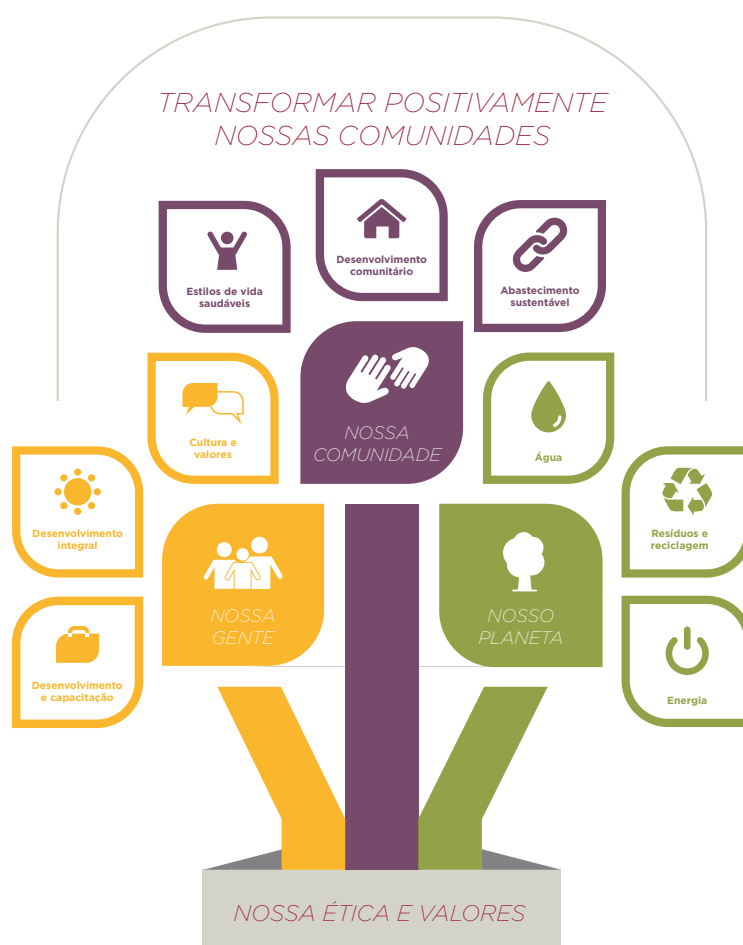 TRANSFORMAR POSITIVAMENTE
NOSSAS COMUNIDADES
Estilos de vida
saudáveis
Desenvolvimento
comunitário
Abastecimento
sustentável
Cultura e
valores
NOSSA
COMUNIDADE
Água
Desenvolvimento
integral
NOSSA
GENTE
NOSSO
PLANETA
Resíduos e
reciclagem
Desenvolvimento
e capacitação
Energia
NOSSA ÉTICA E VALORES